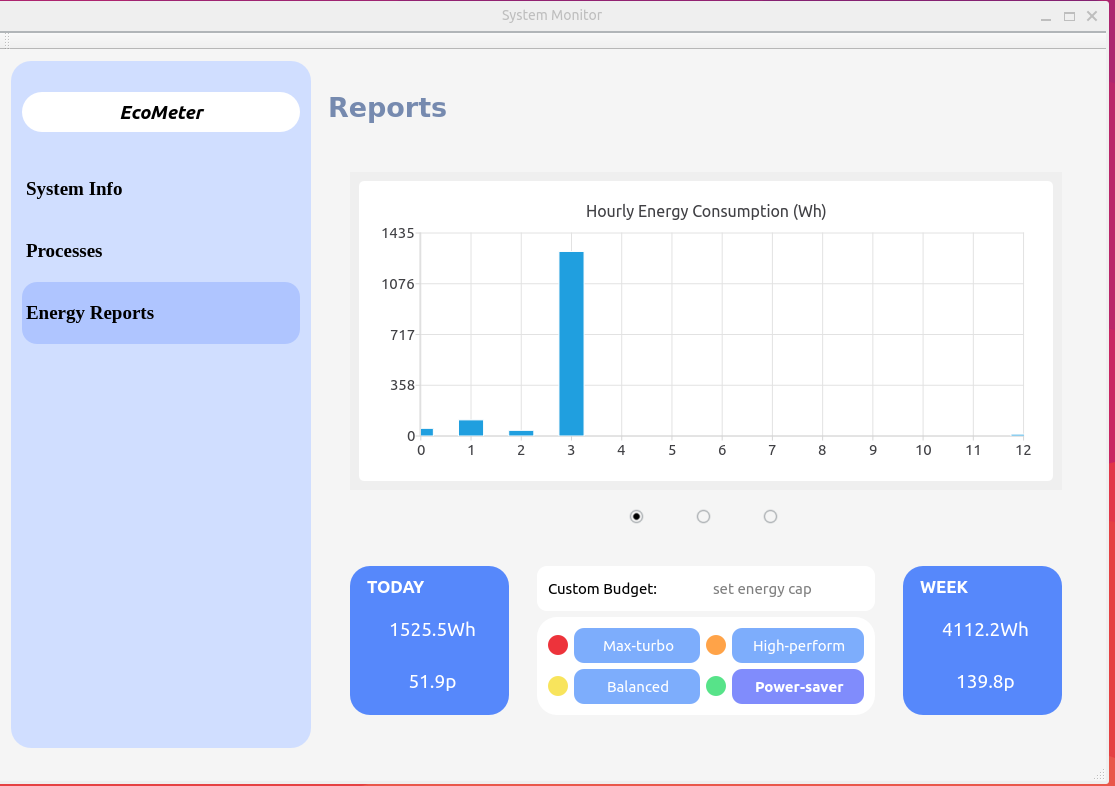 System Monitor
EcoMeter
System Info
Processes
Energy Reports
Reports
Hourly Energy Consumption (Wh)
1435
1076
717
358
0
0 1 2 3 4 5 6 7 8 9 10 11 12
TODAY
1525.5Wh
51.9p
Custom Budget: set energy cap
Max-turbo High-perform
Balanced Power-saver
WEEK
4112.2Wh
139.8p